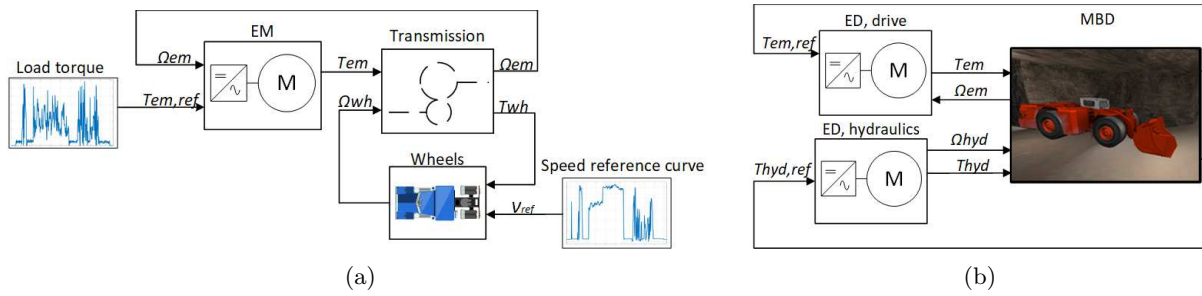 EM
Transmission
Ωem
Tem
Ωem
Load torque
Tem,ref
Ωwh
Twh
Wheels
Speed reference curve
Vref
(a)
ED, drive
MBD
Tem,ref
Tem
Ωem
ED, hydraulics
Ωhyd
Thyd,ref
Thyd
(b)
M
M
M